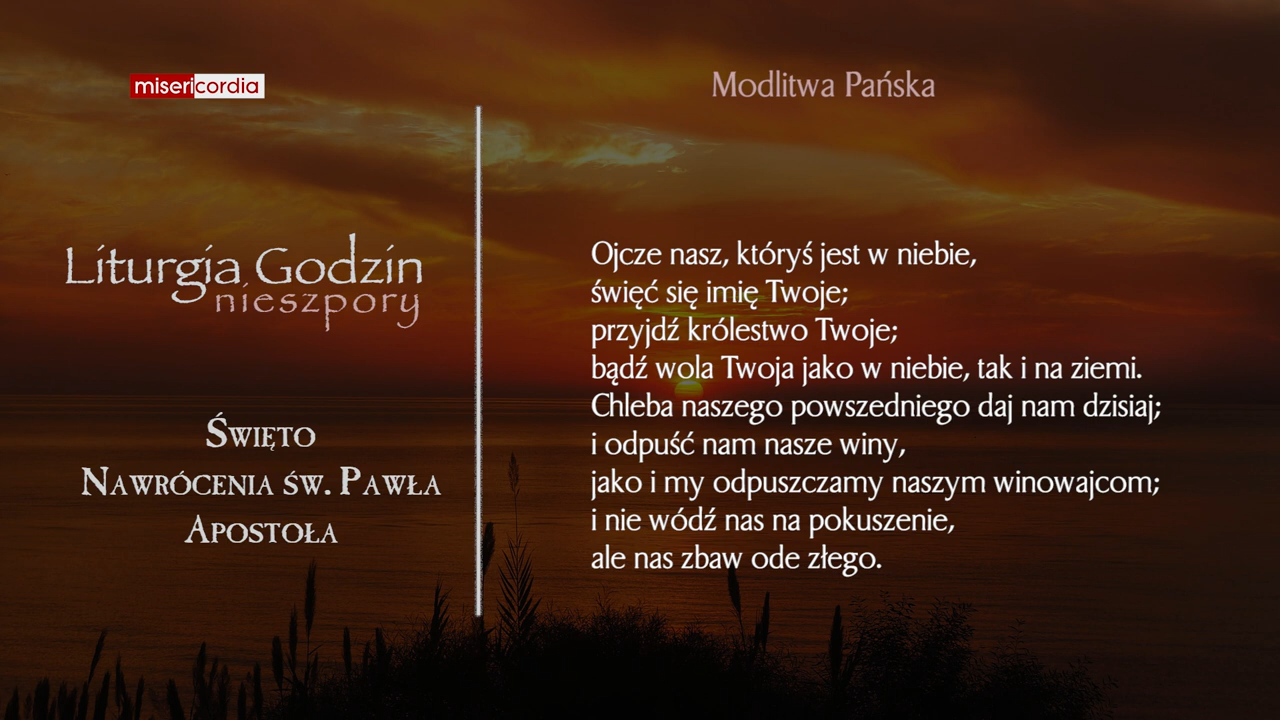 misericordia
Liturgia Godzin
nieszpory
Święto
Nawrócenia św. Pawła
Apostoła
Modlitwa Pańska
Ojcze nasz, któryś jest w niebie,
święć się imię Twoje;
przyjdź królestwo Twoje;
bądź wola Twoja jako w niebie, tak i na ziemi.
Chleba naszego powszedniego daj nam dzisiaj;
i odpuść nam nasze winy,
jako i my odpuszczamy naszym winowajcom;
i nie wódź nas na pokuszenie,
ale nas zbaw ode złego.